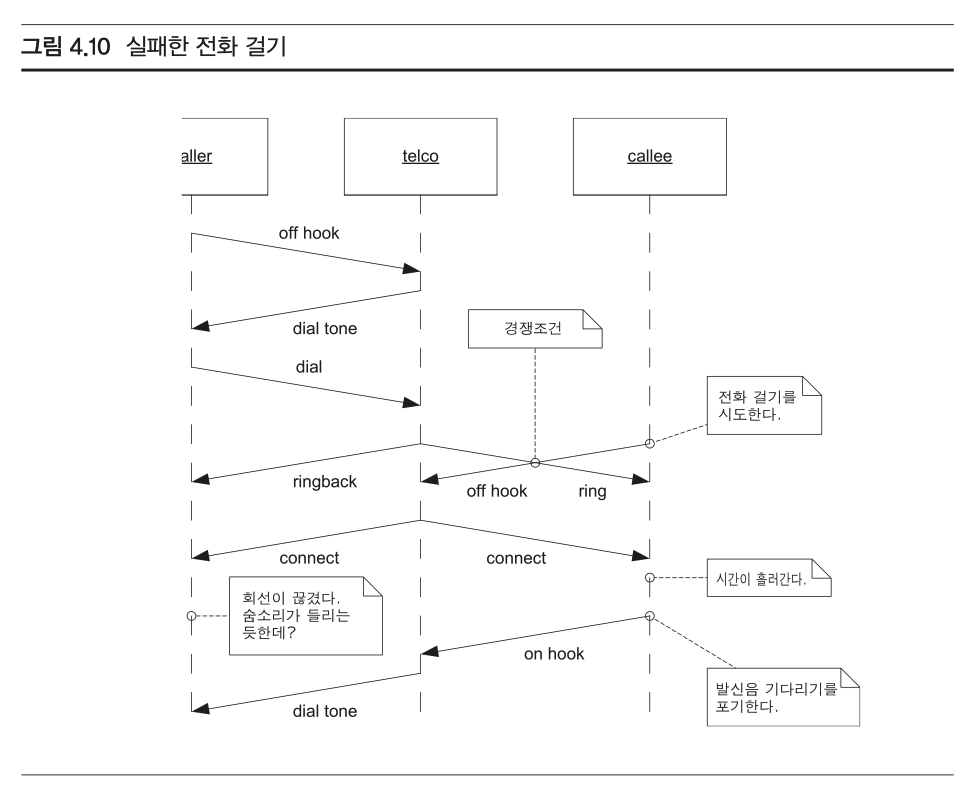 그림 4.10 실패한 전화 걸기
aller
telco
callee
off hook
dial tone
경쟁조건
dial
전화 걸기를
시도한다.
ringback
off hook
ring
connect
connect
시간이 흘러간다.
회선이 끊겼다.
숨소리가 들리는
듯한데?
on hook
발신음 기다리기를
포기한다.
dial tone